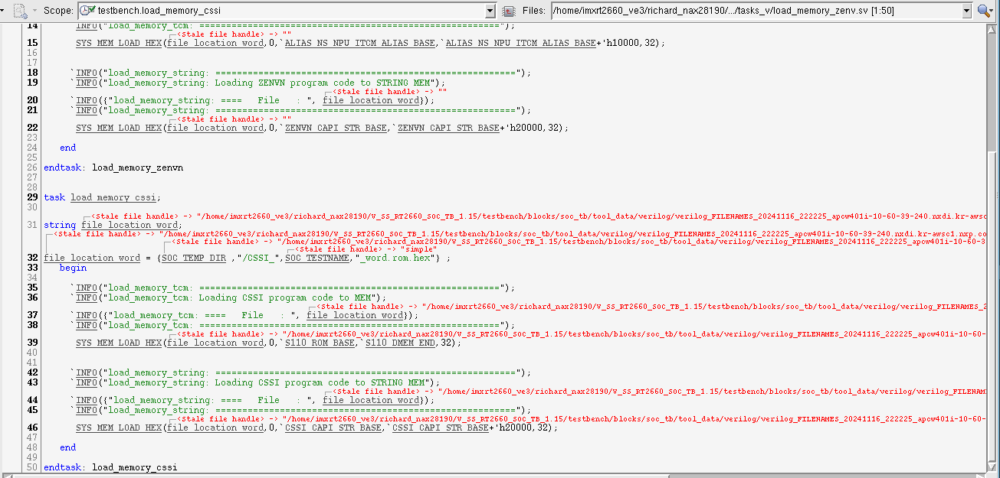 Scope: testbench.load_memory_cssi Files: /home/imxrt2660_ve3/richard_nax28190/.../tasks_v/load_memory_zenv.sv [1:50]
14 `INFO("load_memory_tcm: ========================================================");
<Stale file handle> -> ""
15 SYS_MEM_LOAD_HEX(file_location_word,0,`ALIAS_NS_NPU_ITCM_ALIAS_BASE,`ALIAS_NS_NPU_ITCM_ALIAS_BASE+'h10000,32);
16
17
18 `INFO("load_memory_string: ========================================================");
19 `INFO("load_memory_string: Loading ZENVN program code to STRING MEM");
<Stale file handle> -> ""
20 `INFO({"load_memory_string: ==== File : ", file_location_word});
21 `INFO("load_memory_string: ========================================================");
<Stale file handle> -> ""
22 SYS_MEM_LOAD_HEX(file_location_word,0,`ZENVN_CAPI_STR_BASE,`ZENVN_CAPI_STR_BASE+'h20000,32);
23
24 end
25
26 endtask: load_memory_zenvn
27
28
29 task load_memory_cssi;
30
<Stale file handle> -> "/home/imxrt2660_ve3/richard_nax28190/W_SS_RT2660_SOC_TB_1.15/testbench/blocks/soc_tb/tool_data/verilog/verilog_FILENAMES_20241116_222225_apcw401i-10-60-39-240.nxdi.kr-awsc
31 string file_location_word;
<Stale file handle> -> "/home/imxrt2660_ve3/richard_nax28190/W_SS_RT2660_SOC_TB_1.15/testbench/blocks/soc_tb/tool_data/verilog/verilog_FILENAMES_20241116_222225_apcw401i-10-60-39-240.nxdi.kr-awsc1.nxp.co
<Stale file handle> -> "/home/imxrt2660_ve3/richard_nax28190/W_SS_RT2660_SOC_TB_1.15/testbench/blocks/soc_tb/tool_data/verilog/verilog_FILENAMES_20241116_222225_apcw401i-10-60-3
<Stale file handle> -> "simple"
32 file_location_word = {SOC_TEMP_DIR ,"/CSSI_",SOC_TESTNAME,"_word.rom.hex"} ;
33 begin
34
35 `INFO("load_memory_tcm: ========================================================");
36 `INFO("load_memory_tcm: Loading CSSI program code to MEM");
<Stale file handle> -> "/home/imxrt2660_ve3/richard_nax28190/W_SS_RT2660_SOC_TB_1.15/testbench/blocks/soc_tb/tool_data/verilog/verilog_FILENAMES_2
37 `INFO({"load_memory_tcm: ==== File : ", file_location_word});
38 `INFO("load_memory_tcm: ========================================================");
<Stale file handle> -> "/home/imxrt2660_ve3/richard_nax28190/W_SS_RT2660_SOC_TB_1.15/testbench/blocks/soc_tb/tool_data/verilog/verilog_FILENAMES_20241116_222225_apcw401i-10-60-
39 SYS_MEM_LOAD_HEX(file_location_word,0,`S110_ROM_BASE,`S110_DMEM_END,32);
40
41
42 `INFO("load_memory_string: ========================================================");
43 `INFO("load_memory_string: Loading CSSI program code to STRING MEM");
<Stale file handle> -> "/home/imxrt2660_ve3/richard_nax28190/W_SS_RT2660_SOC_TB_1.15/testbench/blocks/soc_tb/tool_data/verilog/verilog_FILENAM
44 `INFO({"load_memory_string: ==== File : ", file_location_word});
45 `INFO("load_memory_string: ========================================================");
<Stale file handle> -> "/home/imxrt2660_ve3/richard_nax28190/W_SS_RT2660_SOC_TB_1.15/testbench/blocks/soc_tb/tool_data/verilog/verilog_FILENAMES_20241116_222225_apcw401i-10-60-
46 SYS_MEM_LOAD_HEX(file_location_word,0,`CSSI_CAPI_STR_BASE,`CSSI_CAPI_STR_BASE+'h20000,32);
47
48 end
49
50 endtask: load_memory_cssi